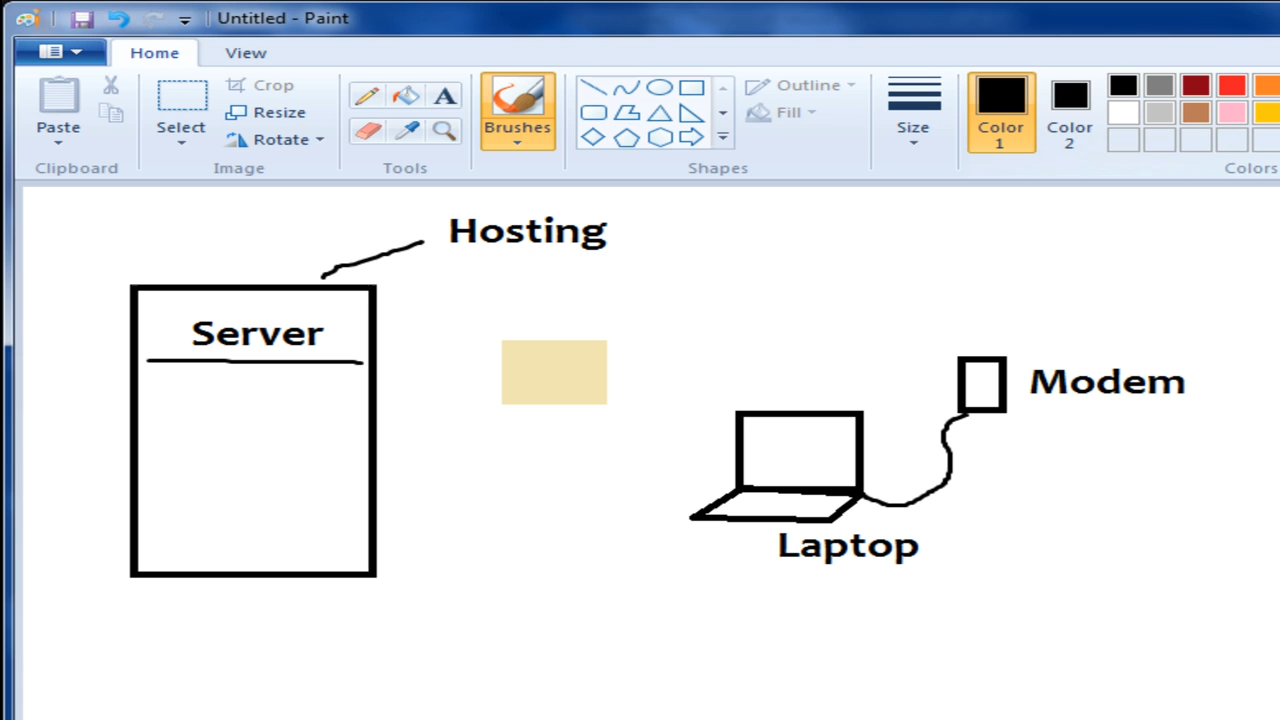 Untitled - Paint
Home View
Paste
Clipboard
Select
Crop
Resize
Rotate
Image
A
Tools
Brushes
Shapes
Outline
Fill
Size
Color 1
Color 2
Colors
Hosting
Server
Modem
Laptop